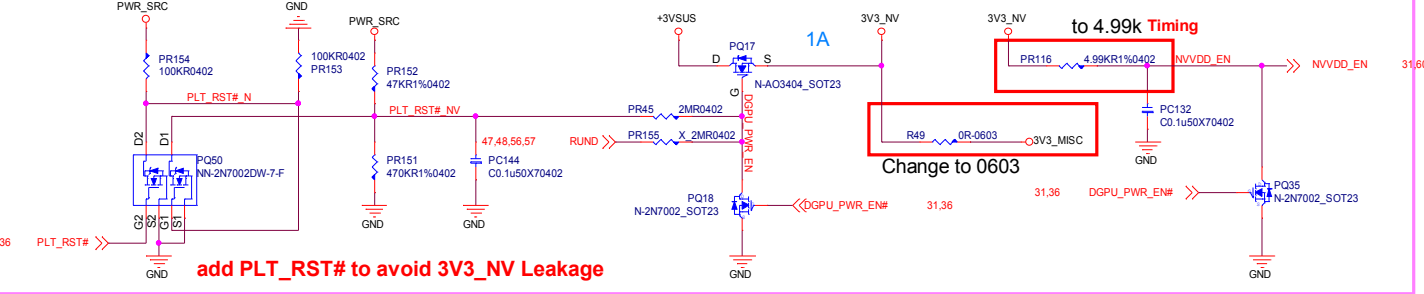 PWR_SRC
GND
PWR_SRC
+3VSUS
3V3_NV
3V3_NV
to 4.99k Timing
PR154
100KR0402
100KR0402
PR153
PR152
47KR1%0402
PQ17
1A
D
S
G
N-AO3404_SOT23
PR116
4.99KR1%0402
NVVDD_EN
NVVDD_EN
31,60
PLT_RST#_N
PLT_RST#_NV
PR45
2MR0402
DGPU_PWR_EN
PC132
C0.1u50X70402
GND
D2
D1
47,48,56,57
RUND
PR155
X_2MR0402
R49
0R-0603
3V3_MISC
Change to 0603
PQ50
NN-2N7002DW-7-F
PR151
470KR1%0402
PC144
C0.1u50X70402
G2
S2
G1
S1
PQ18
N-2N7002_SOT23
DGPU_PWR_EN#
31,36
31,36
DGPU_PWR_EN#
PQ35
N-2N7002_SOT23
36
PLT_RST#
GND
GND
GND
GND
GND
add PLT_RST# to avoid 3V3_NV Leakage